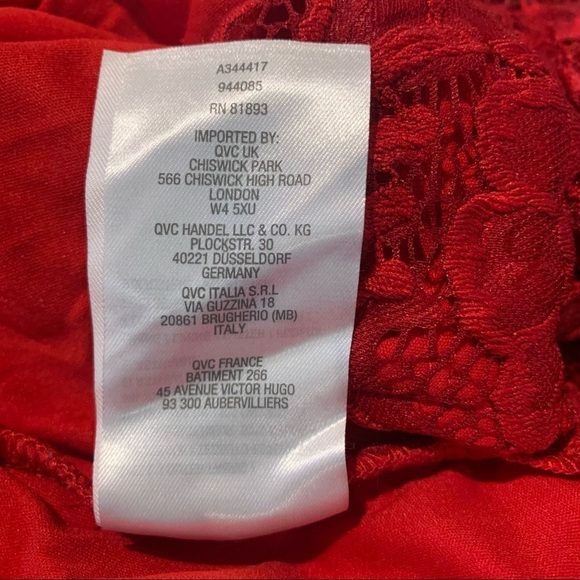 A344417
944085
RN 81893
IMPORTED BY:
QVC UK
CHISWICK PARK
566 CHISWICK HIGH ROAD
LONDON
W4 5XU
QVC HANDEL LLC & CO. KG
PLOCKSTR. 30
40221 DÜSSELDORF
GERMANY
QVC ITALIA S.R.L
VIA GUZZINA 18
20861 BRUGHERIO (MB)
ITALY
QVC FRANCE
BATIMENT 266
45 AVENUE VICTOR HUGO
93 300 AUBERVILLIERS